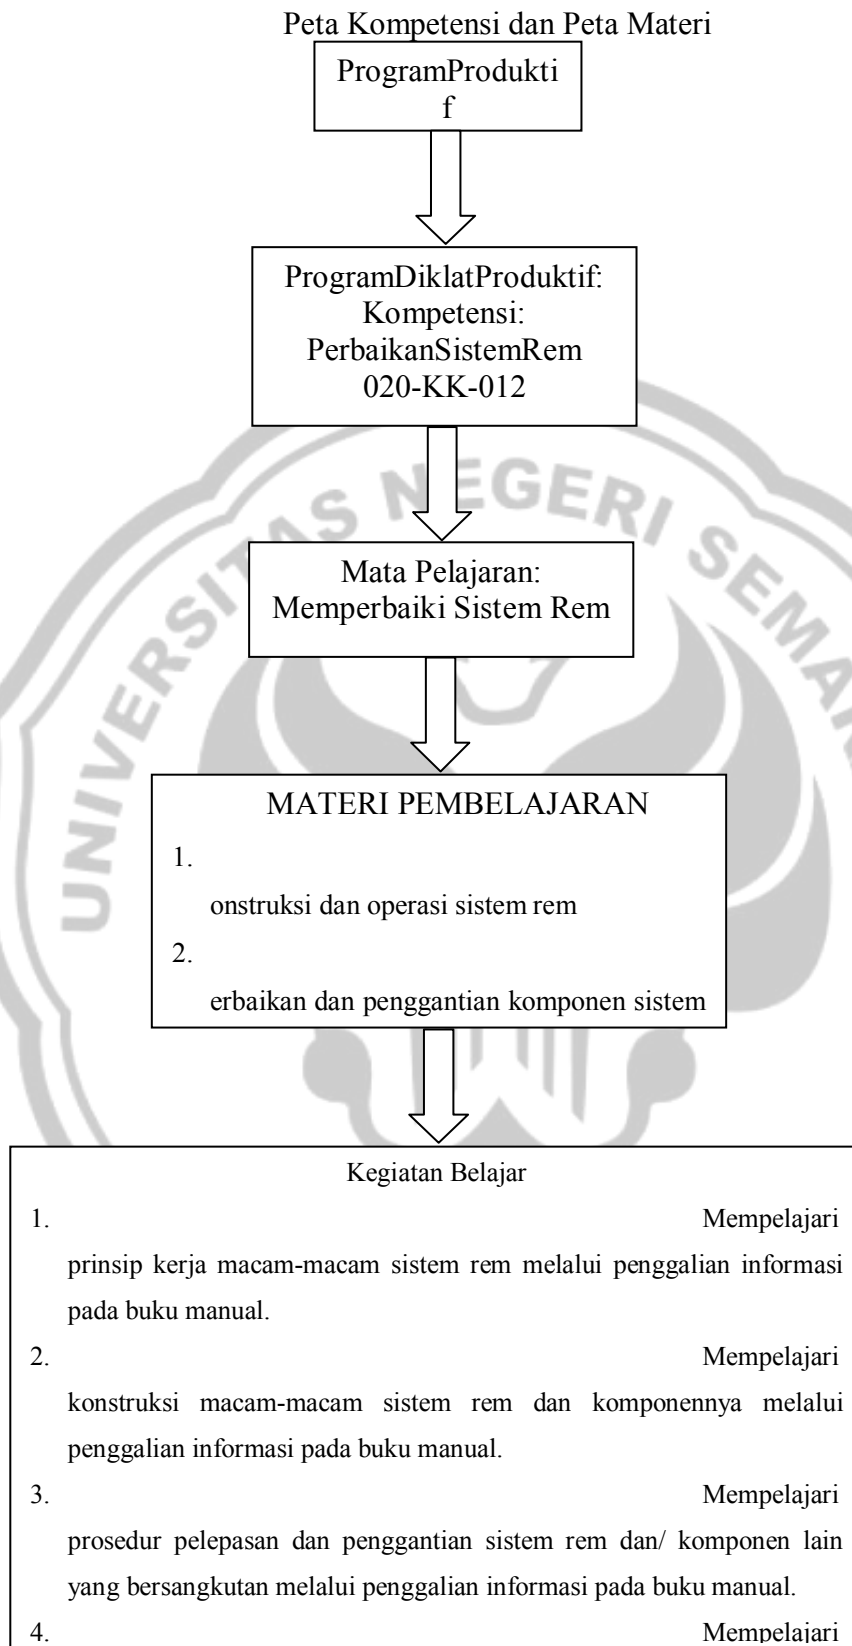 Peta Kompetensi dan Peta Materi
ProgramProdukti
f
ProgramDiklatProduktif:
Kompetensi:
PerbaikanSistemRem
020-KK-012
UNIVERSITAS NEGERI SEMARAN
Mata Pelajaran:
Memperbaiki Sistem Rem
MATERI PEMBELAJARAN
1.
onstruksi dan operasi sistem rem
2.
erbaikan dan penggantian komponen sistem
Kegiatan Belajar
1. Mempelajari
prinsip kerja macam-macam sistem rem melalui penggalian informasi
pada buku manual.
2. Mempelajari
konstruksi macam-macam sistem rem dan komponennya melalui
penggalian informasi pada buku manual.
3. Mempelajari
prosedur pelepasan dan penggantian sistem rem dan/ komponen lain
yang bersangkutan melalui penggalian informasi pada buku manual.
4. Mempelajari